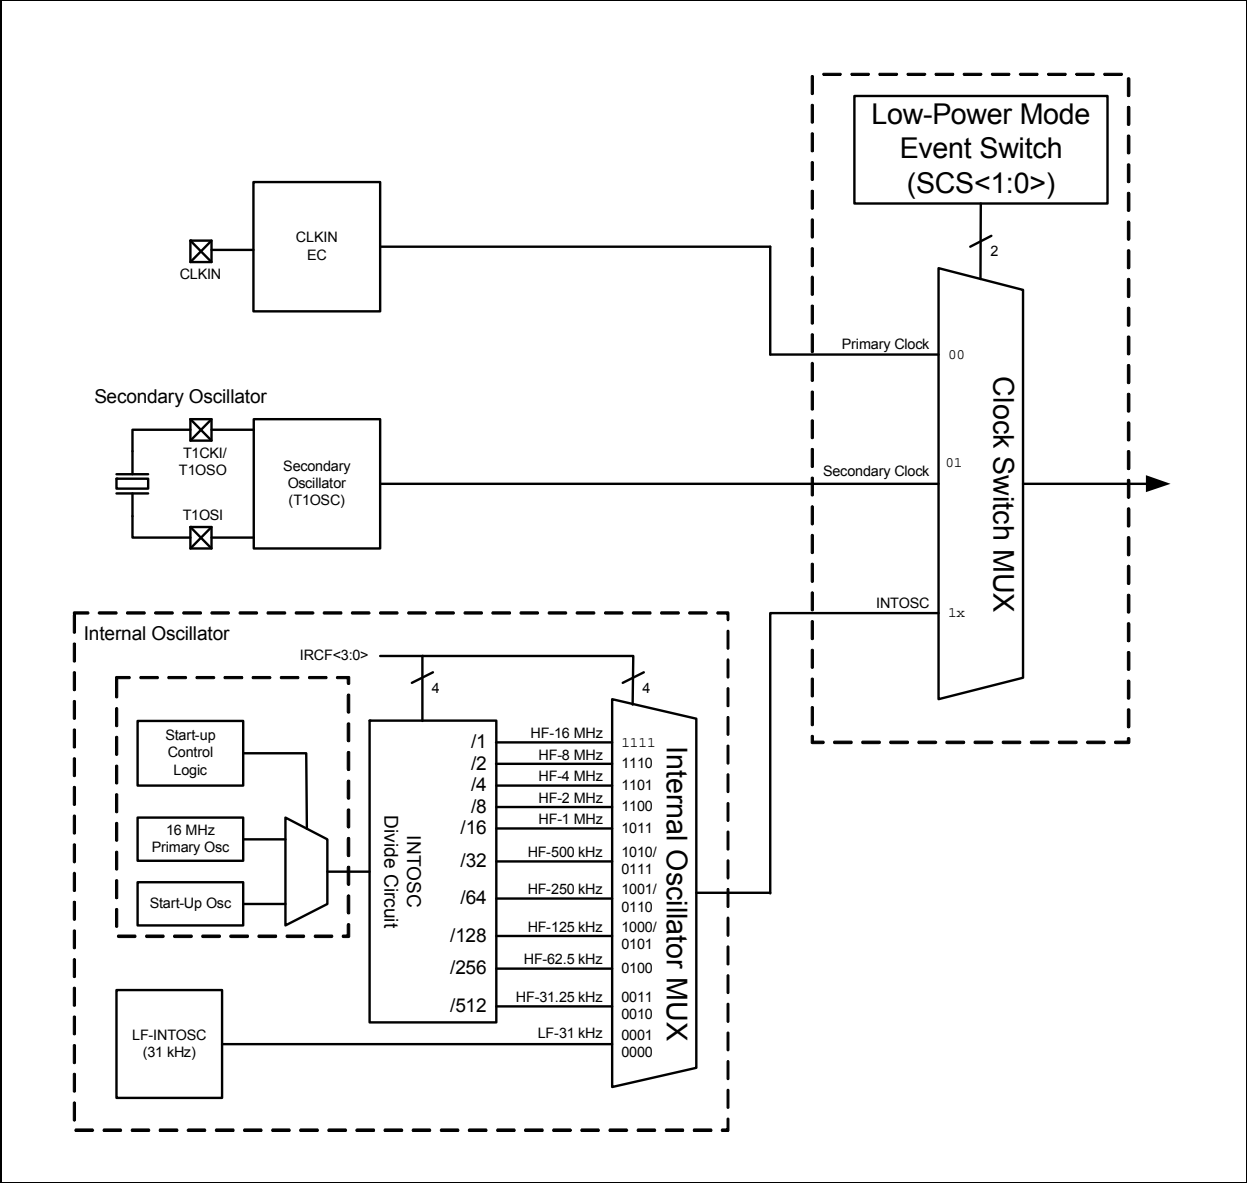 Low-Power Mode
Event Switch
(SCS<1:0>)
2
CLKIN
EC
CLKIN
Primary Clock
00
Secondary Oscillator
T1CKI/
T1OSO
Secondary
Oscillator
(T1OSC)
T1OSI
Secondary Clock
01
Clock Switch MUX
INTOSC
1x
Internal Oscillator
IRCF<3:0>
4
4
Start-up
Control
Logic
16 MHz
Primary Osc
Start-Up Osc
INTOSC
Divide Circuit
/1
HF-16 MHz
1111
/2
HF-8 MHz
1110
/4
HF-4 MHz
1101
/8
HF-2 MHz
1100
/16
HF-1 MHz
1011
/32
HF-500 kHz
1010/
0111
/64
HF-250 kHz
1001/
0110
/128
HF-125 kHz
1000/
0101
/256
HF-62.5 kHz
0100
/512
HF-31.25 kHz
0011
0010
LF-31 kHz
0001
0000
Internal Oscillator MUX
LF-INTOSC
(31 kHz)